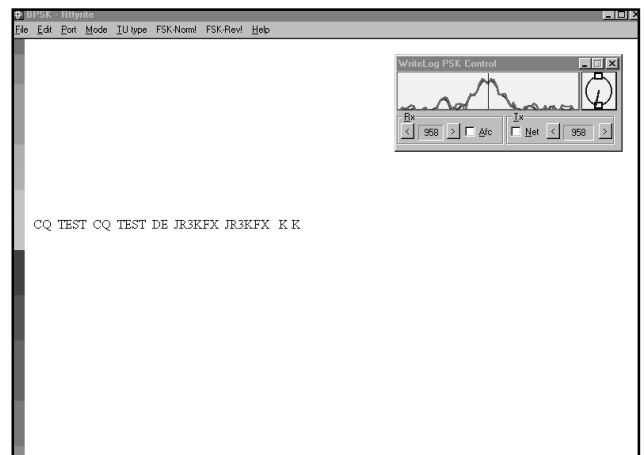 BPSK - Rttyrite
File Edit Port Mode TU type FSK-Norm! FSK-Rev! Help
WriteLog PSK Control
Rx Tx
< 958 > Afc Net < 958 >
CQ TEST CQ TEST DE JR3KFX JR3KFX K K